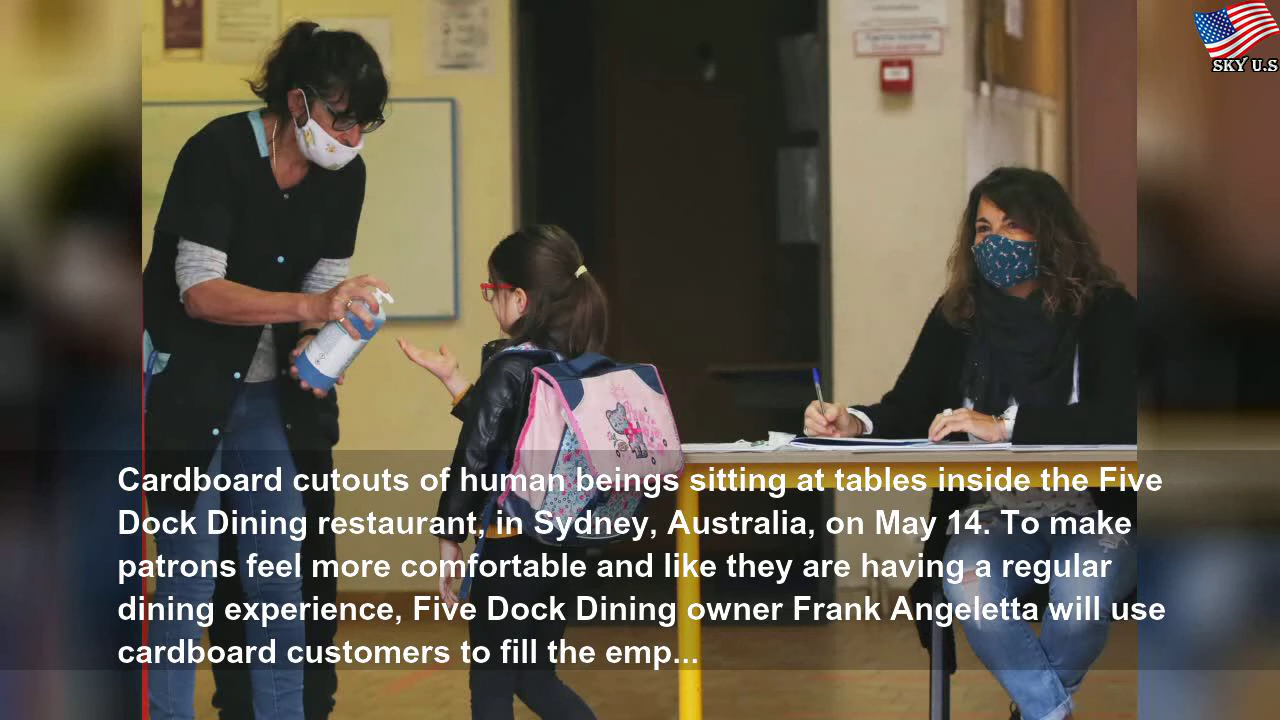 SKY U.S
Cardboard cutouts of human beings sitting at tables inside the Five
Dock Dining restaurant, in Sydney, Australia, on May 14. To make
patrons feel more comfortable and like they are having a regular
dining experience, Five Dock Dining owner Frank Angeletta will use
cardboard customers to fill the emp...